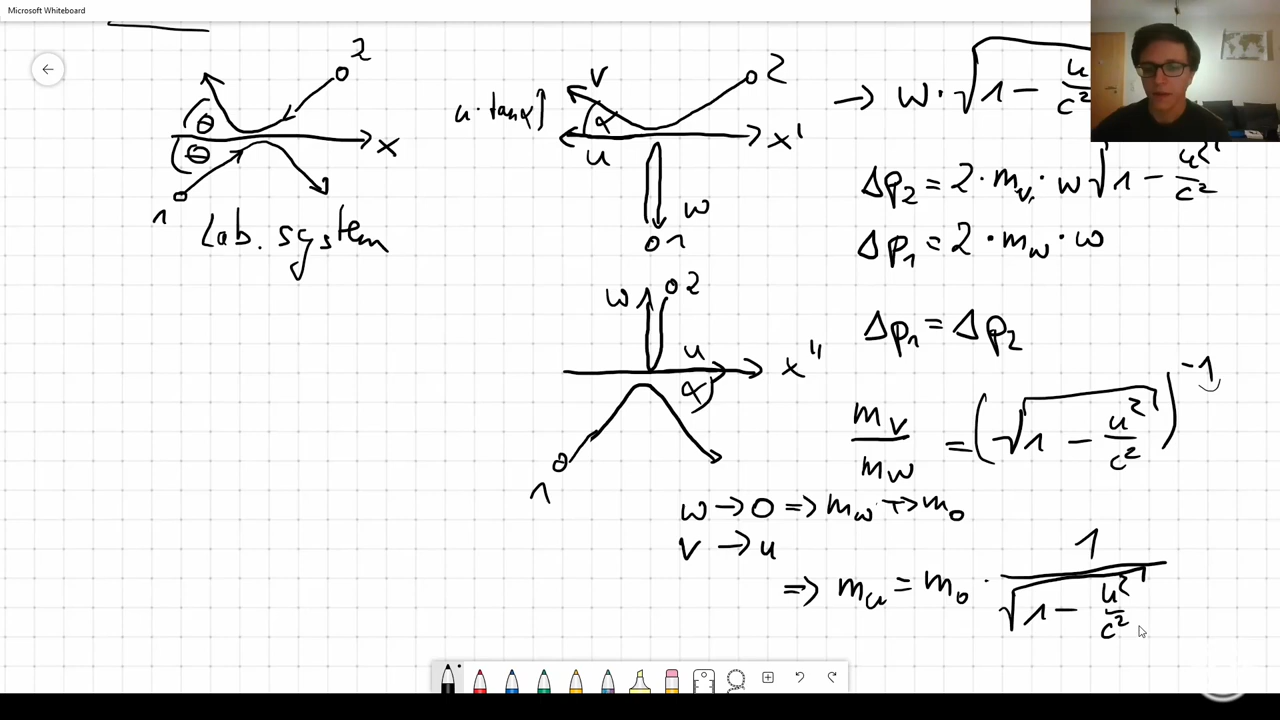 Microsoft Whiteboard
2
θ
θ
x
1
Lab. system
v
2
u · tanα
α
u
x'
w
1
w
2
u
x''
α
1
→ w · √1 − u
c²
Δp₂ = 2 · m_v · w √1 − u²/c²
Δp₁ = 2 · m_w · w
Δp₁ = Δp₂
m_v/m_w = (√1 − u²/c²)⁻¹
w → 0 => m_w → m₀
v → u
=> m_u = m₀ · 1/√1 − u²/c²